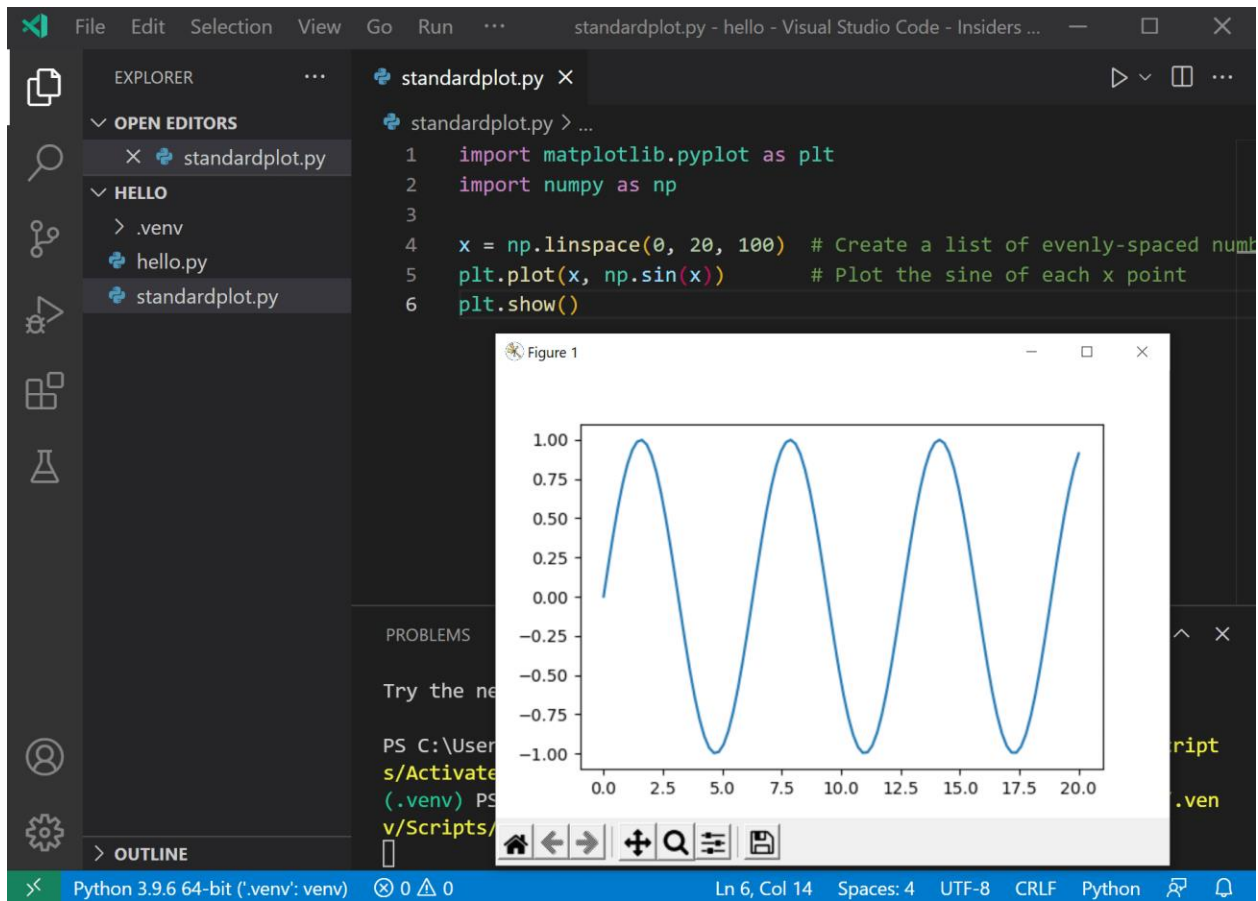 File Edit Selection View Go Run ··· standardplot.py - hello - Visual Studio Code - Insiders ...
EXPLORER ···
OPEN EDITORS
standardplot.py
HELLO
.venv
hello.py
standardplot.py
OUTLINE
standardplot.py
standardplot.py > ...
1 import matplotlib.pyplot as plt
2 import numpy as np
3
4 x = np.linspace(0, 20, 100) # Create a list of evenly-spaced numb
5 plt.plot(x, np.sin(x)) # Plot the sine of each x point
6 plt.show()
Figure 1
1.00
0.75
0.50
0.25
0.00
−0.25
−0.50
−0.75
−1.00
0.0 2.5 5.0 7.5 10.0 12.5 15.0 17.5 20.0
PROBLEMS
Try the ne
PS C:\User ript
s/Activate
(.venv) PS .ven
v/Scripts/
Python 3.9.6 64-bit ('.venv': venv) 0 0 Ln 6, Col 14 Spaces: 4 UTF-8 CRLF Python